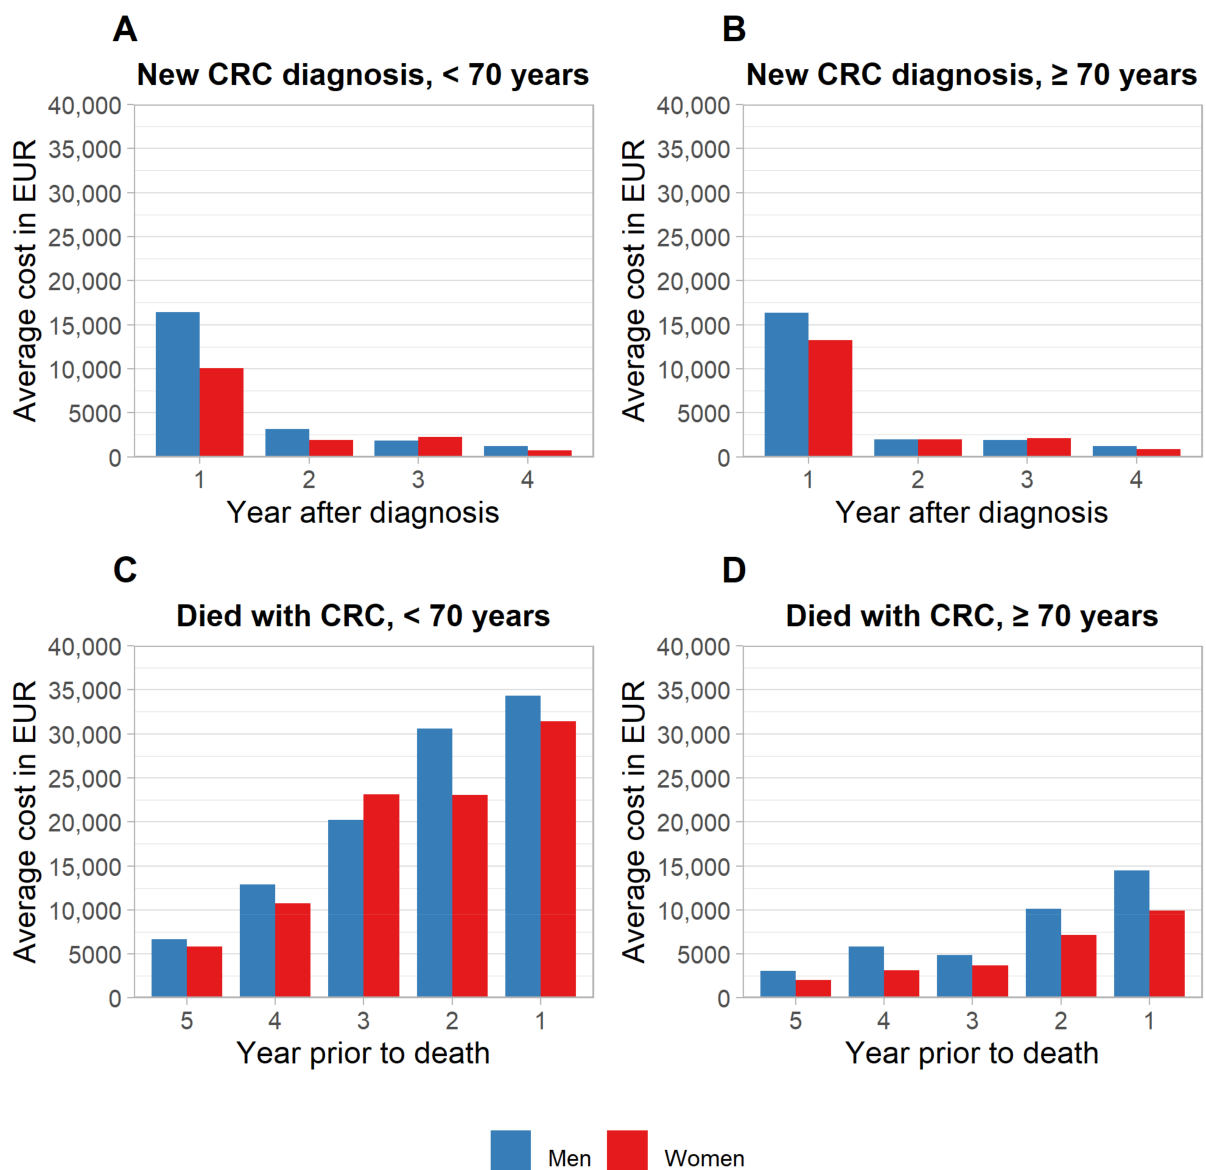 A
New CRC diagnosis, < 70 years
Average cost in EUR
40,000
35,000
30,000
25,000
20,000
15,000
10,000
5000
0
1 2 3 4
Year after diagnosis
B
New CRC diagnosis, ≥ 70 years
Average cost in EUR
40,000
35,000
30,000
25,000
20,000
15,000
10,000
5000
0
1 2 3 4
Year after diagnosis
C
Died with CRC, < 70 years
Average cost in EUR
40,000
35,000
30,000
25,000
20,000
15,000
10,000
5000
0
5 4 3 2 1
Year prior to death
D
Died with CRC, ≥ 70 years
Average cost in EUR
40,000
35,000
30,000
25,000
20,000
15,000
10,000
5000
0
5 4 3 2 1
Year prior to death
Men Women